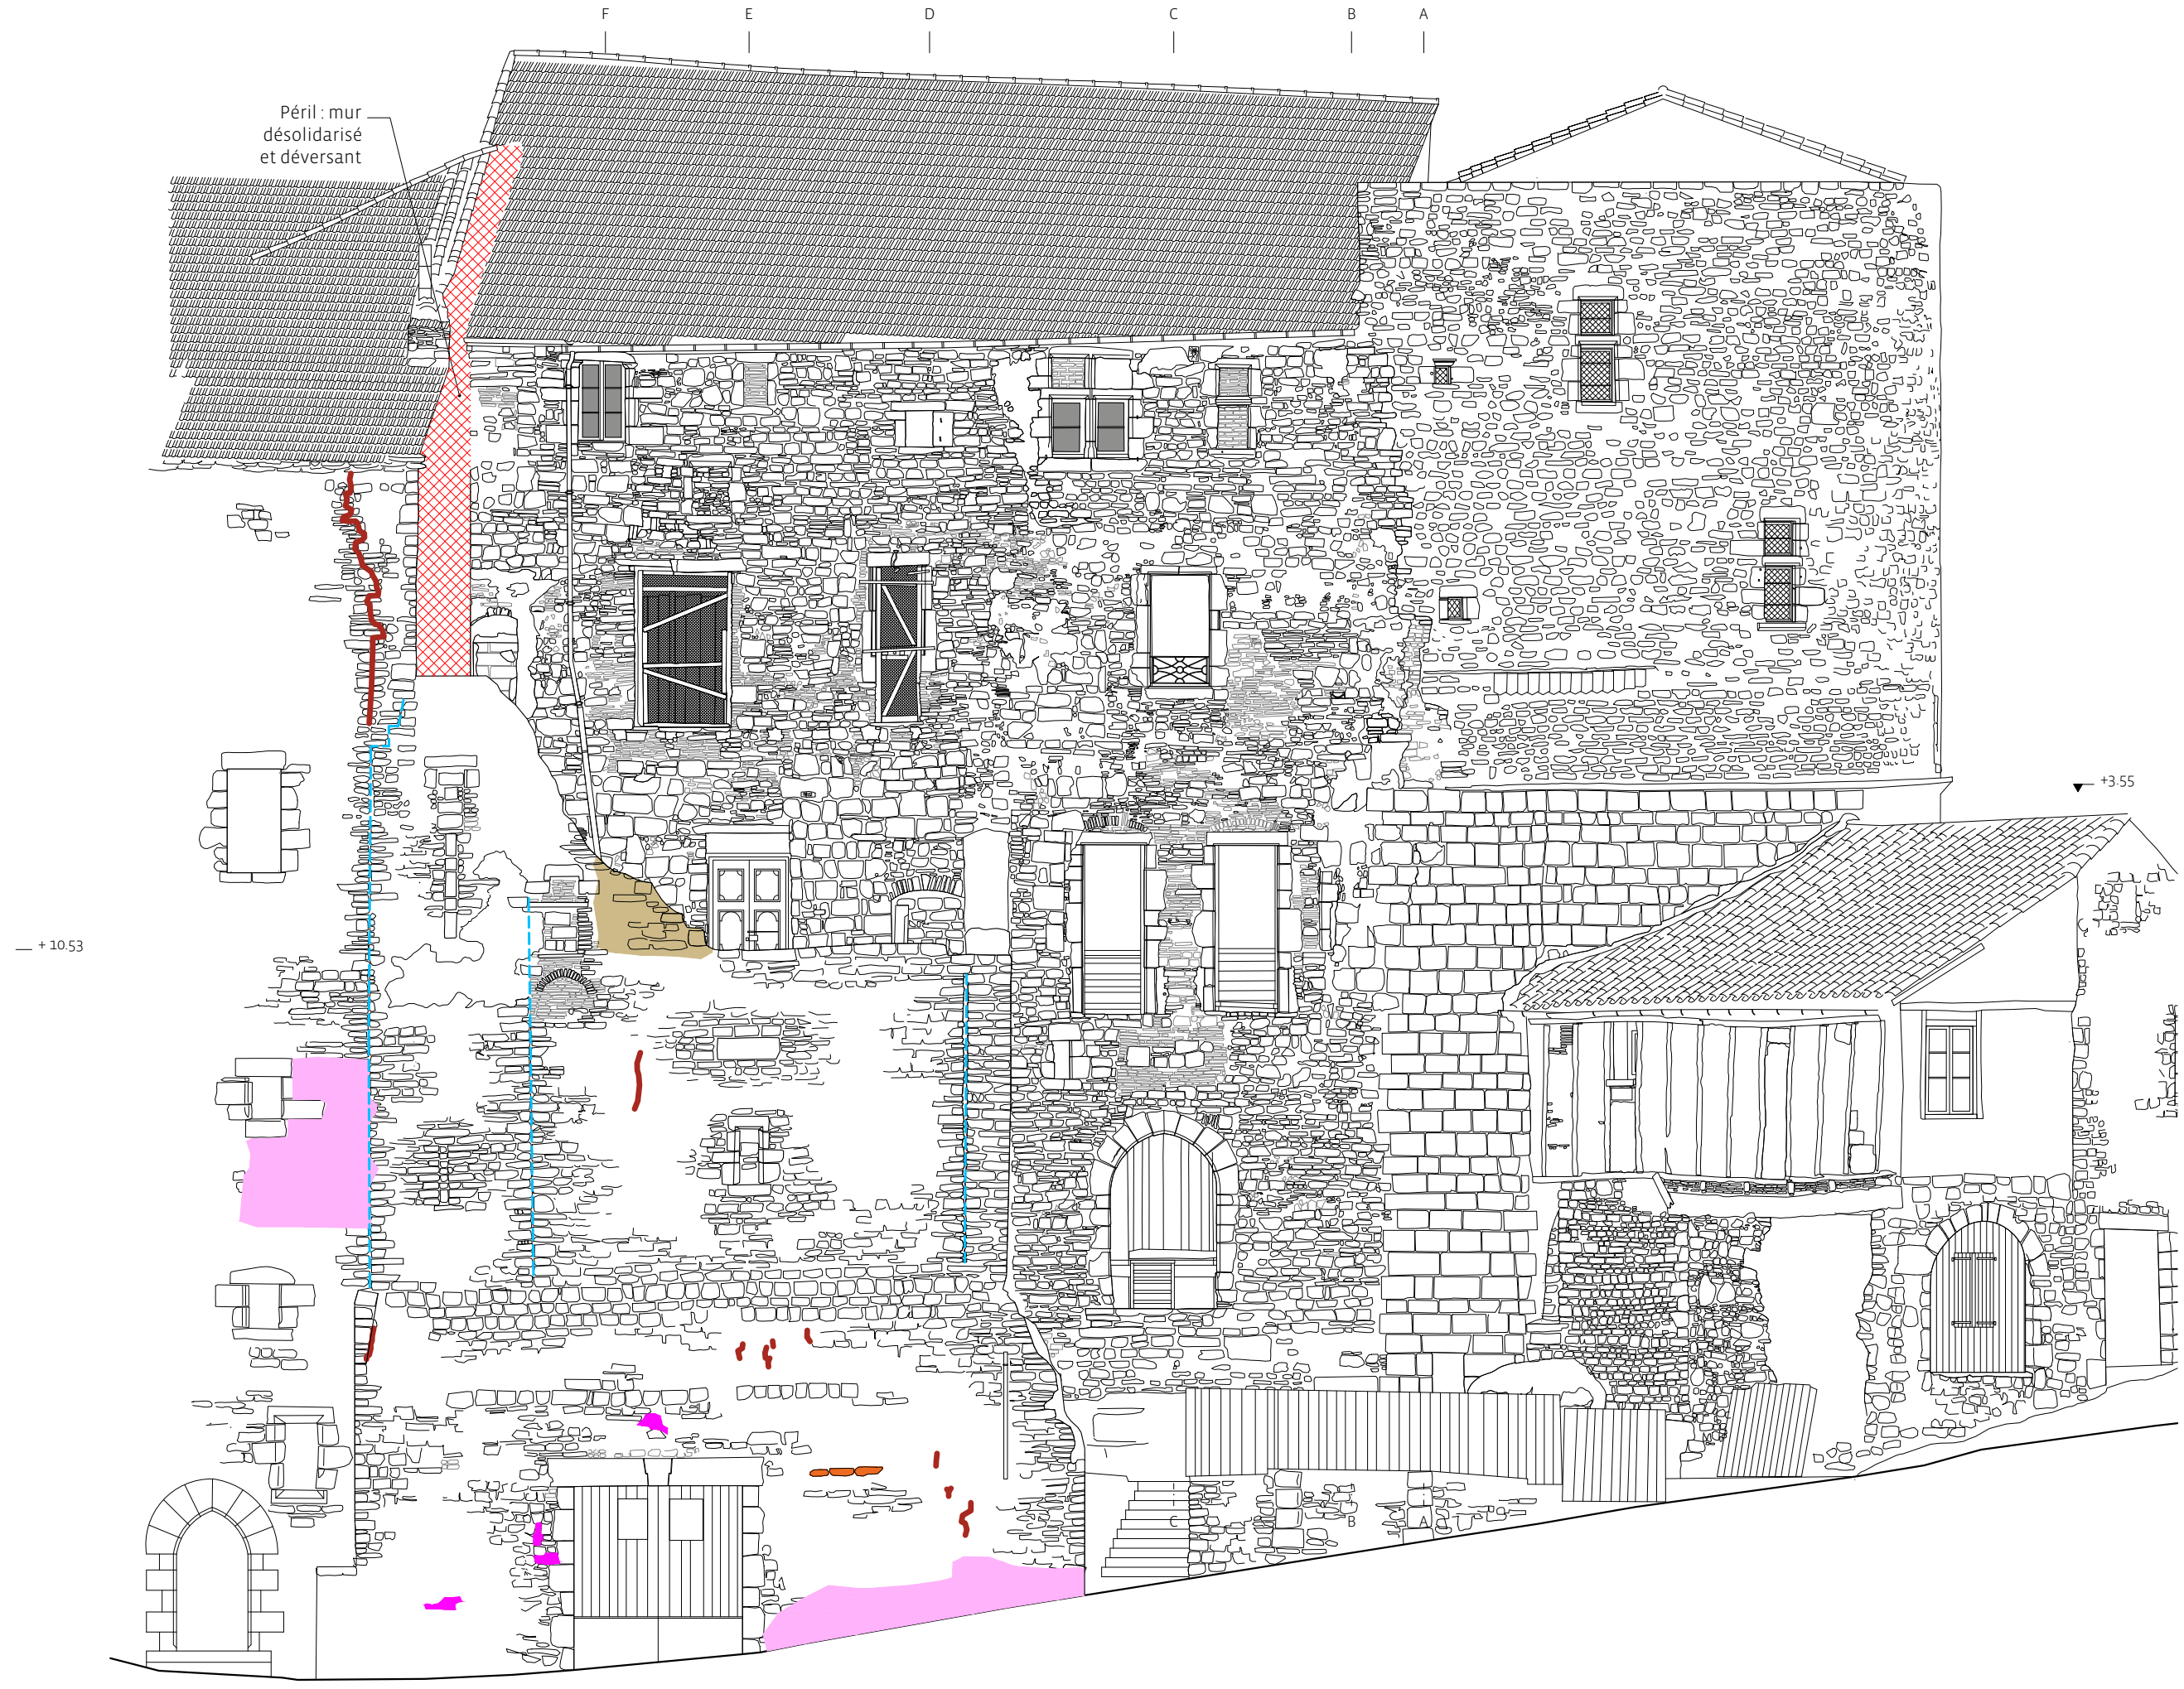 F E D C B A
Péril : mur
désolidarisé
et déversant
+3.55
+ 10.53
C B A